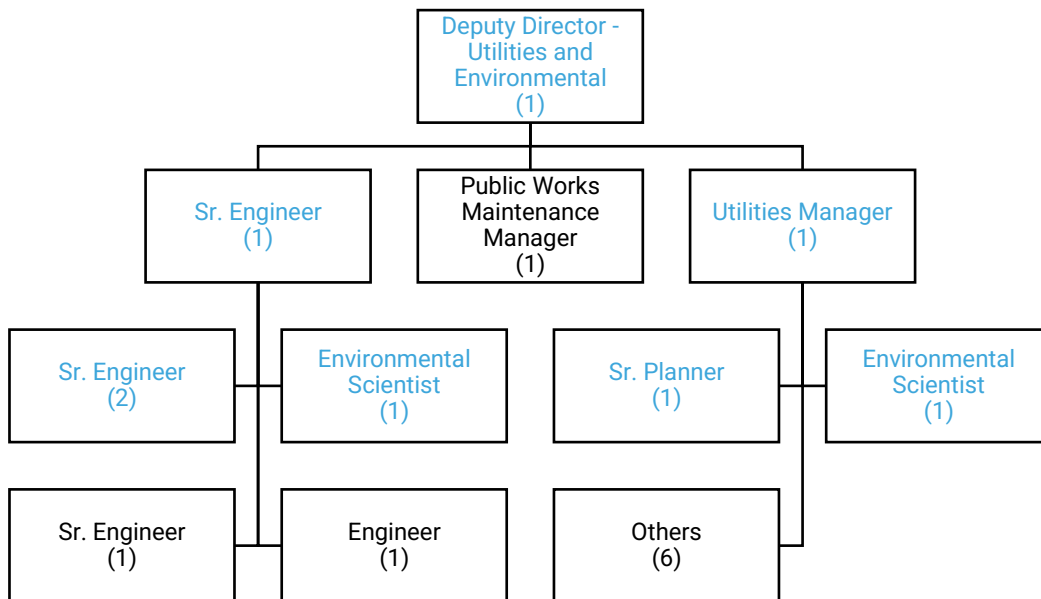 Deputy Director -
Utilities and
Environmental
(1)
Sr. Engineer
(1)
Public Works
Maintenance
Manager
(1)
Utilities Manager
(1)
Sr. Engineer
(2)
Environmental
Scientist
(1)
Sr. Planner
(1)
Environmental
Scientist
(1)
Sr. Engineer
(1)
Engineer
(1)
Others
(6)